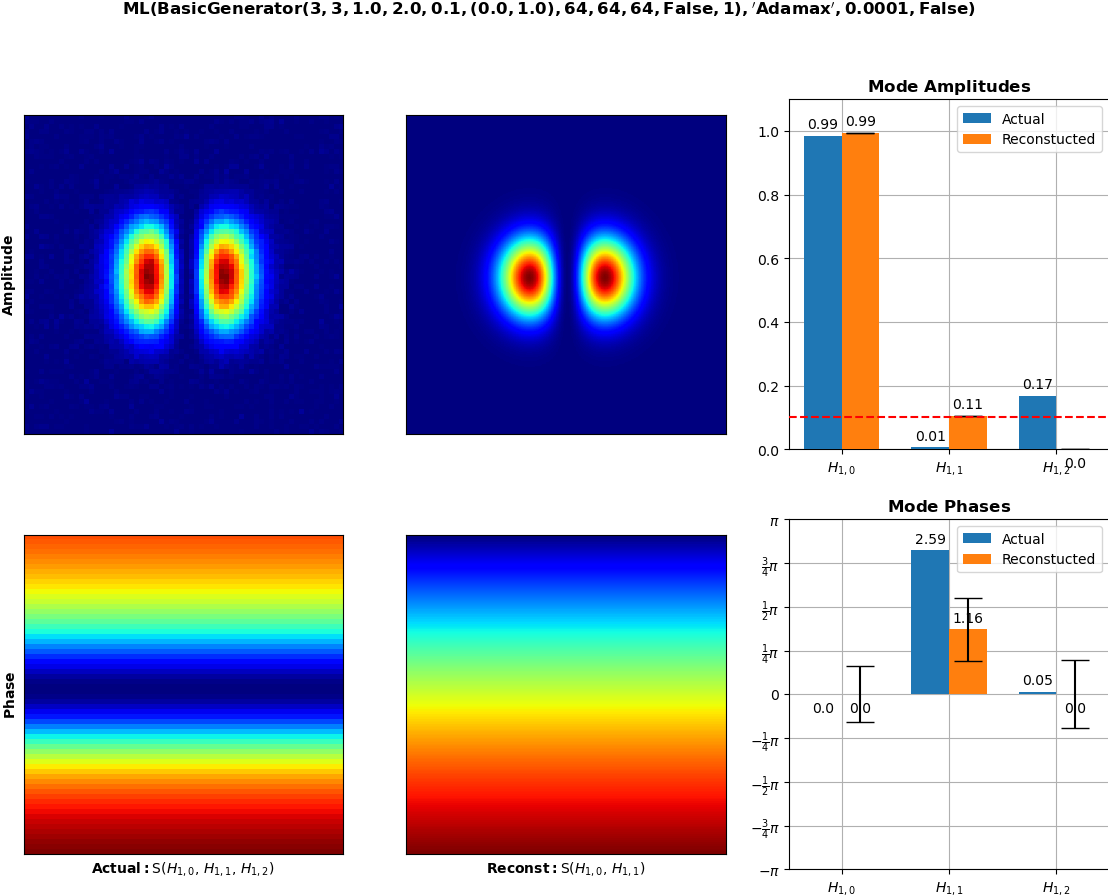 ML(BasicGenerator(3, 3, 1.0, 2.0, 0.1, (0.0, 1.0), 64, 64, 64, False, 1), 'Adamax', 0.0001, False)
Amplitude
Mode Amplitudes
Actual
Reconstucted
1.0
0.8
0.6
0.4
0.2
0.0
0.99 0.99
0.01 0.11
0.17 0.0
H1,0 H1,1 H1,2
Phase
Actual: S(H1,0, H1,1, H1,2)
Reconst: S(H1,0, H1,1)
Mode Phases
Actual
Reconstucted
π
3/4π
1/2π
1/4π
0
−1/4π
−1/2π
−3/4π
−π
0.0 0.0
2.59 1.16
0.05 0.0
H1,0 H1,1 H1,2